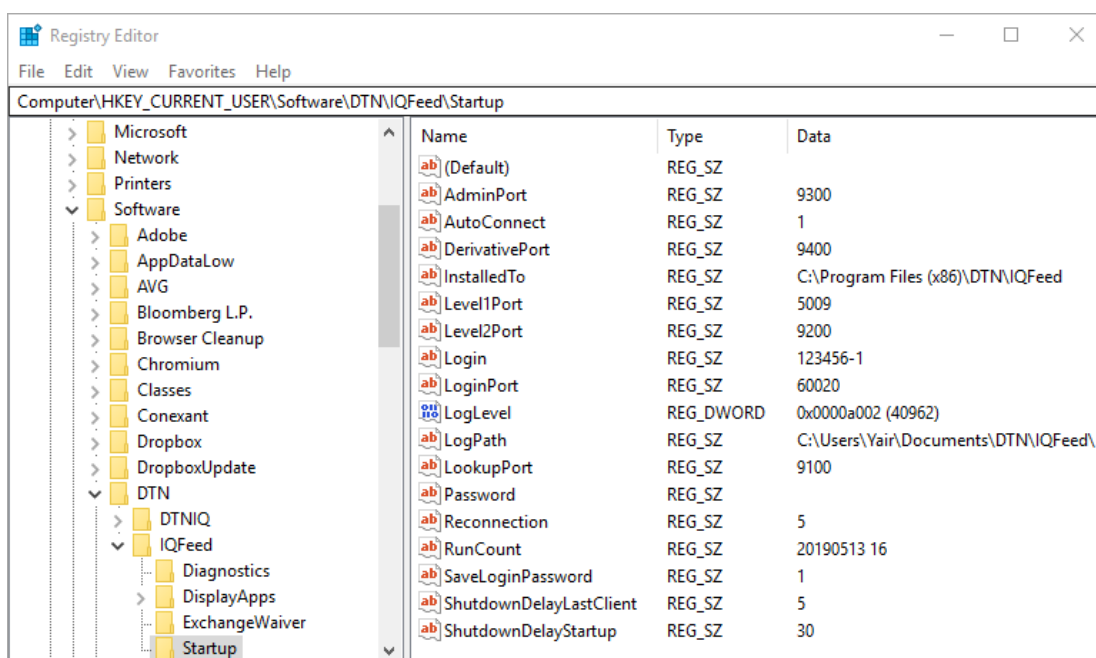 Registry Editor
File Edit View Favorites Help
Computer\HKEY_CURRENT_USER\Software\DTN\IQFeed\Startup
Microsoft
Network
Printers
Software
Adobe
AppDataLow
AVG
Bloomberg L.P.
Browser Cleanup
Chromium
Classes
Conexant
Dropbox
DropboxUpdate
DTN
DTNIQ
IQFeed
Diagnostics
DisplayApps
ExchangeWaiver
Startup
Name Type Data
(Default) REG_SZ
AdminPort REG_SZ 9300
AutoConnect REG_SZ 1
DerivativePort REG_SZ 9400
InstalledTo REG_SZ C:\Program Files (x86)\DTN\IQFeed
Level1Port REG_SZ 5009
Level2Port REG_SZ 9200
Login REG_SZ 123456-1
LoginPort REG_SZ 60020
LogLevel REG_DWORD 0x0000a002 (40962)
LogPath REG_SZ C:\Users\Yair\Documents\DTN\IQFeed\
LookupPort REG_SZ 9100
Password REG_SZ
Reconnection REG_SZ 5
RunCount REG_SZ 20190513 16
SaveLoginPassword REG_SZ 1
ShutdownDelayLastClient REG_SZ 5
ShutdownDelayStartup REG_SZ 30